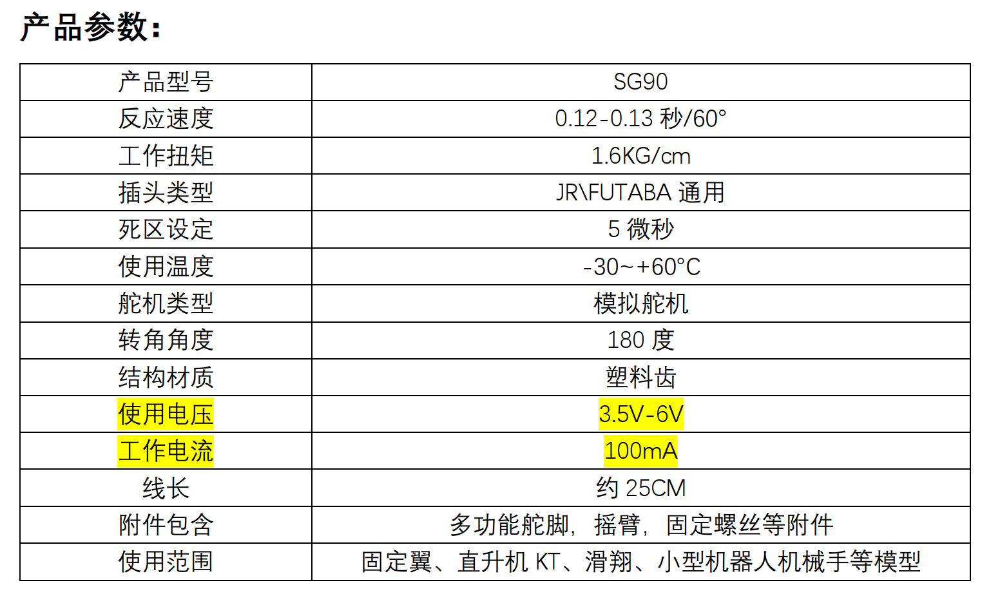 产品参数：
产品型号 SG90
反应速度 0.12-0.13 秒/60°
工作扭矩 1.6KG/cm
插头类型 JR\FUTABA 通用
死区设定 5 微秒
使用温度 -30~+60°C
舵机类型 模拟舵机
转角角度 180 度
结构材质 塑料齿
使用电压 3.5V-6V
工作电流 100mA
线长 约 25CM
附件包含 多功能舵脚，摇臂，固定螺丝等附件
使用范围 固定翼、直升机 KT、滑翔、小型机器人机械手等模型